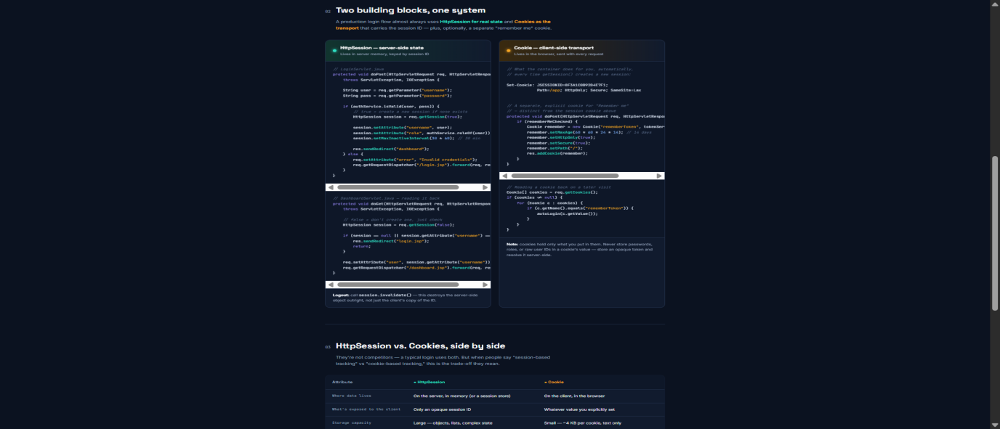 02 Two building blocks, one system
A production login flow almost always uses HttpSession for real state and Cookies as the
transport that carries the session ID — plus, optionally, a separate "remember me" cookie.
HttpSession — server-side state
Lives in server memory, keyed by session ID
// LoginServlet.java
protected void doPost(HttpServletRequest req, HttpServletRespo
throws ServletException, IOException {
String user = req.getParameter("username");
String pass = req.getParameter("password");
if (authService.isValid(user, pass)) {
// true = create a new session if none exists
HttpSession session = req.getSession(true);
session.setAttribute("username", user);
session.setAttribute("role", authService.roleOf(user))
session.setMaxInactiveInterval(30 * 60); // 30 min
res.sendRedirect("dashboard");
} else {
req.setAttribute("error", "Invalid credentials");
req.getRequestDispatcher("/login.jsp").forward(req, re
}
}
// DashboardServlet.java — reading it back
protected void doGet(HttpServletRequest req, HttpServletRespon
throws ServletException, IOException {
// false = don't create one, just check
HttpSession session = req.getSession(false);
if (session == null || session.getAttribute("username") ==
res.sendRedirect("login.jsp");
return;
}
req.setAttribute("user", session.getAttribute("username"))
req.getRequestDispatcher("/dashboard.jsp").forward(req, re
}
Logout: call session.invalidate() — this destroys the server-side
object outright, not just the client's copy of the ID.
Cookie — client-side transport
Lives in the browser, sent with every request
// What the container does for you, automatically,
// every time getSession() creates a new session:
Set-Cookie: JSESSIONID=8F3A1C0B92D4E7F1;
Path=/app; HttpOnly; Secure; SameSite=Lax
// A separate, explicit cookie for "Remember me"
// — distinct from the session cookie above
protected void doPost(HttpServletRequest req, HttpServletRespo
if (rememberMeChecked) {
Cookie remember = new Cookie("rememberToken", tokenSer
remember.setMaxAge(60 * 60 * 24 * 14); // 14 days
remember.setHttpOnly(true);
remember.setSecure(true);
remember.setPath("/");
res.addCookie(remember);
}
}
// Reading a cookie back on a later visit
Cookie[] cookies = req.getCookies();
if (cookies != null) {
for (Cookie c : cookies) {
if (c.getName().equals("rememberToken")) {
autoLogin(c.getValue());
}
}
}
Note: cookies hold only what you put in them. Never store passwords,
roles, or raw user IDs in a cookie's value — store an opaque token and
resolve it server-side.
03 HttpSession vs. Cookies, side by side
They're not competitors — a typical login uses both. But when people say "session-based
tracking" vs "cookie-based tracking," this is the trade-off they mean.
Attribute HttpSession Cookie
Where data lives On the server, in memory (or a session store) On the client, in the browser
What's exposed to the client Only an opaque session ID Whatever value you explicitly set
Storage capacity Large — objects, lists, complex state Small — ~4 KB per cookie, text only